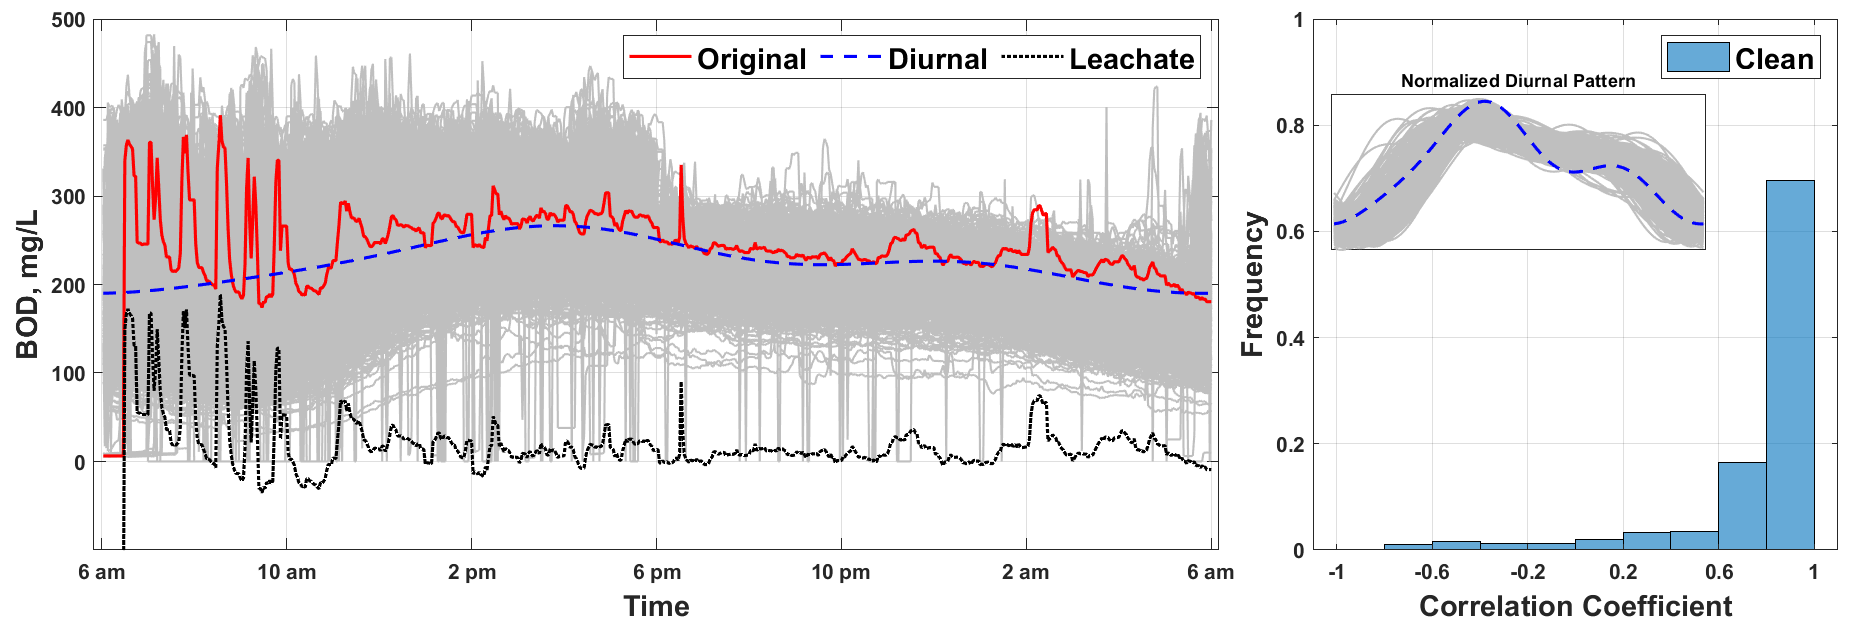 500
400
300
200
100
0
BOD, mg/L
Original Diurnal Leachate
6 am 10 am 2 pm 6 pm 10 pm 2 am 6 am
Time
1
0.8
0.6
0.4
0.2
0
Frequency
Clean
Normalized Diurnal Pattern
-1 -0.6 -0.2 0.2 0.6 1
Correlation Coefficient